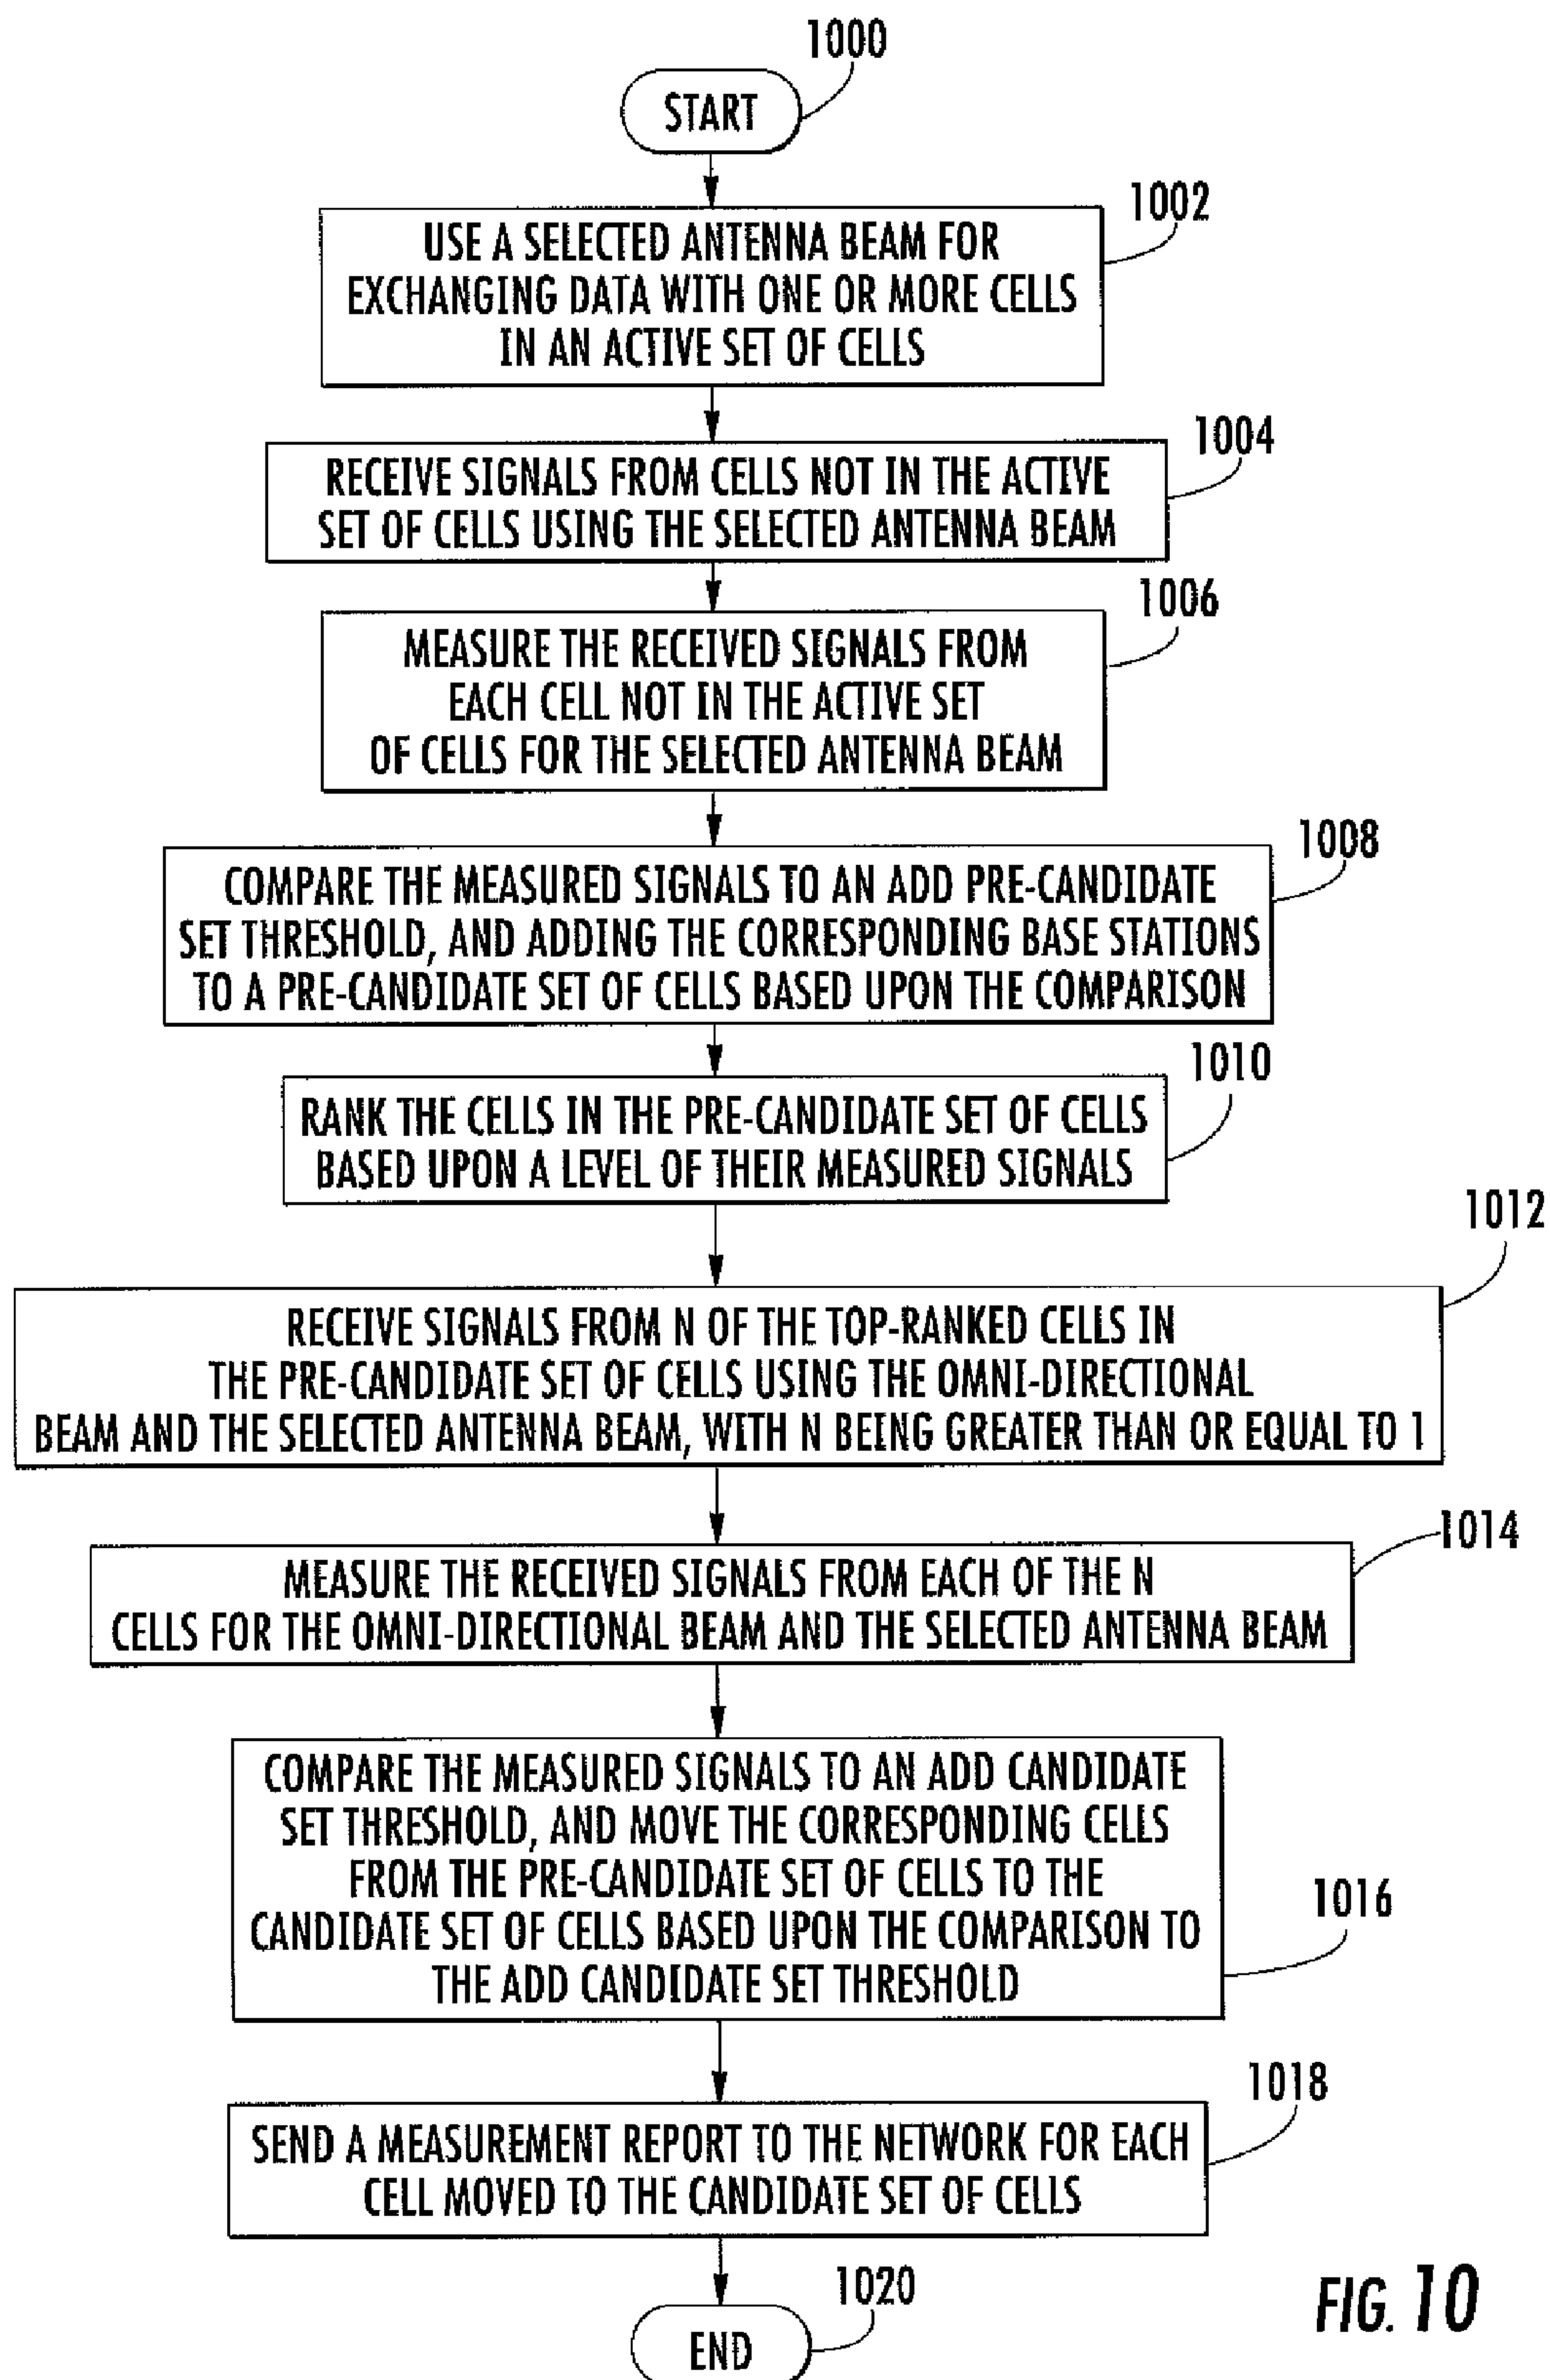 1000
START
1002
USE A SELECTED ANTENNA BEAM FOR
EXCHANGING DATA WITH ONE OR MORE CELLS
IN AN ACTIVE SET OF CELLS
1004
RECEIVE SIGNALS FROM CELLS NOT IN THE ACTIVE
SET OF CELLS USING THE SELECTED ANTENNA BEAM
1006
MEASURE THE RECEIVED SIGNALS FROM
EACH CELL NOT IN THE ACTIVE SET
OF CELLS FOR THE SELECTED ANTENNA BEAM
1008
COMPARE THE MEASURED SIGNALS TO AN ADD PRE-CANDIDATE
SET THRESHOLD, AND ADDING THE CORRESPONDING BASE STATIONS
TO A PRE-CANDIDATE SET OF CELLS BASED UPON THE COMPARISON
1010
RANK THE CELLS IN THE PRE-CANDIDATE SET OF CELLS
BASED UPON A LEVEL OF THEIR MEASURED SIGNALS
1012
RECEIVE SIGNALS FROM N OF THE TOP-RANKED CELLS IN
THE PRE-CANDIDATE SET OF CELLS USING THE OMNI-DIRECTIONAL
BEAM AND THE SELECTED ANTENNA BEAM, WITH N BEING GREATER THAN OR EQUAL TO 1
1014
MEASURE THE RECEIVED SIGNALS FROM EACH OF THE N
CELLS FOR THE OMNI-DIRECTIONAL BEAM AND THE SELECTED ANTENNA BEAM
COMPARE THE MEASURED SIGNALS TO AN ADD CANDIDATE
SET THRESHOLD, AND MOVE THE CORRESPONDING CELLS
FROM THE PRE-CANDIDATE SET OF CELLS TO THE
CANDIDATE SET OF CELLS BASED UPON THE COMPARISON TO
THE ADD CANDIDATE SET THRESHOLD
1016
1018
SEND A MEASUREMENT REPORT TO THE NETWORK FOR EACH
CELL MOVED TO THE CANDIDATE SET OF CELLS
1020
END
FIG. 10